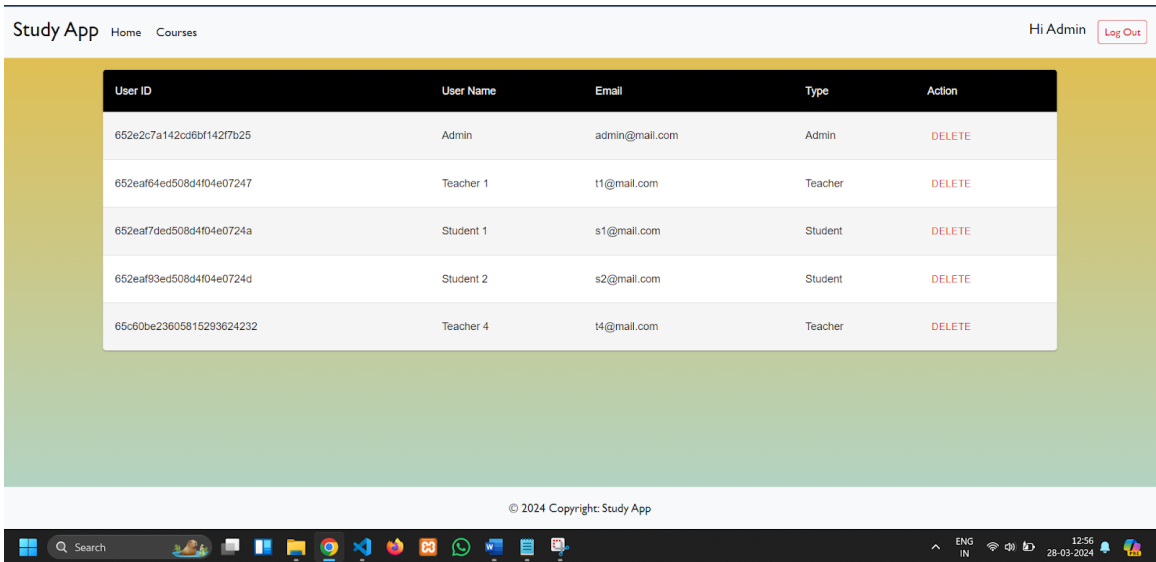 Study App Home Courses Hi Admin Log Out
User ID User Name Email Type Action
652e2c7a142cd6bf142f7b25 Admin admin@mail.com Admin DELETE
652eaf64ed508d4f04e07247 Teacher 1 t1@mail.com Teacher DELETE
652eaf7ded508d4f04e0724a Student 1 s1@mail.com Student DELETE
652eaf93ed508d4f04e0724d Student 2 s2@mail.com Student DELETE
65c60be23605815293624232 Teacher 4 t4@mail.com Teacher DELETE
© 2024 Copyright: Study App
Search ENG 12:56
IN 28-03-2024